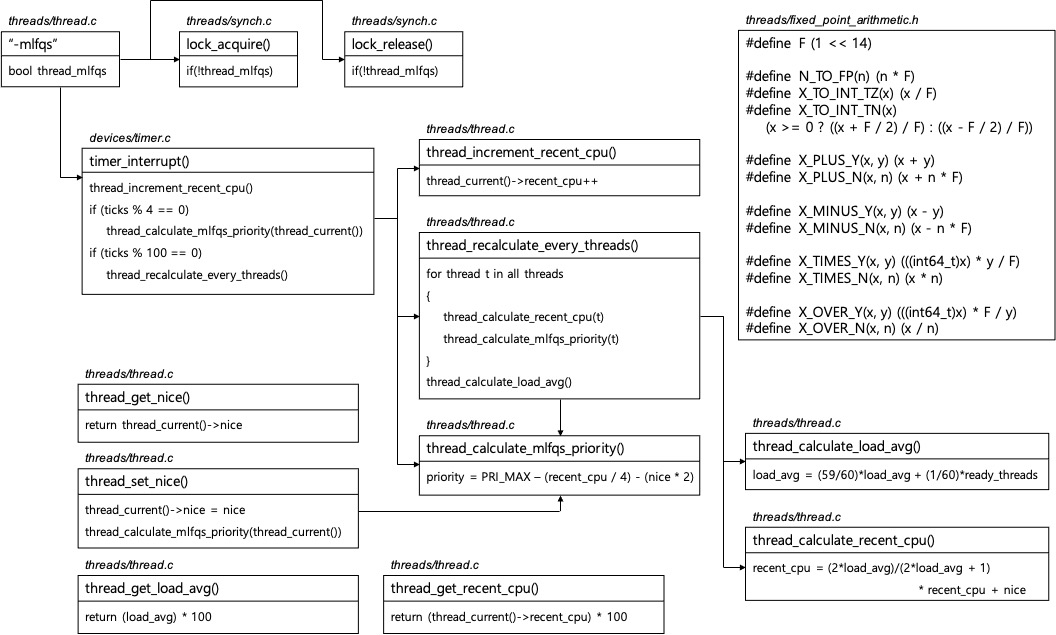 threads/thread.c
"-mlfqs"
bool thread_mlfqs
threads/synch.c
lock_acquire()
if(!thread_mlfqs)
threads/synch.c
lock_release()
if(!thread_mlfqs)
threads/fixed_point_arithmetic.h
#define F (1 << 14)
#define N_TO_FP(n) (n * F)
#define X_TO_INT_TZ(x) (x / F)
#define X_TO_INT_TN(x)
(x >= 0 ? ((x + F / 2) / F) : ((x - F / 2) / F))
#define X_PLUS_Y(x, y) (x + y)
#define X_PLUS_N(x, n) (x + n * F)
#define X_MINUS_Y(x, y) (x - y)
#define X_MINUS_N(x, n) (x - n * F)
#define X_TIMES_Y(x, y) (((int64_t)x) * y / F)
#define X_TIMES_N(x, n) (x * n)
#define X_OVER_Y(x, y) (((int64_t)x) * F / y)
#define X_OVER_N(x, n) (x / n)
devices/timer.c
timer_interrupt()
thread_increment_recent_cpu()
if (ticks % 4 == 0)
thread_calculate_mlfqs_priority(thread_current())
if (ticks % 100 == 0)
thread_recalculate_every_threads()
threads/thread.c
thread_increment_recent_cpu()
thread_current()->recent_cpu++
threads/thread.c
thread_recalculate_every_threads()
for thread t in all threads
{
thread_calculate_recent_cpu(t)
thread_calculate_mlfqs_priority(t)
}
thread_calculate_load_avg()
threads/thread.c
thread_get_nice()
return thread_current()->nice
threads/thread.c
thread_calculate_mlfqs_priority()
priority = PRI_MAX – (recent_cpu / 4) - (nice * 2)
threads/thread.c
thread_calculate_load_avg()
load_avg = (59/60)*load_avg + (1/60)*ready_threads
threads/thread.c
thread_set_nice()
thread_current()->nice = nice
thread_calculate_mlfqs_priority(thread_current())
threads/thread.c
thread_calculate_recent_cpu()
recent_cpu = (2*load_avg)/(2*load_avg + 1)
* recent_cpu + nice
threads/thread.c
thread_get_load_avg()
return (load_avg) * 100
threads/thread.c
thread_get_recent_cpu()
return (thread_current()->recent_cpu) * 100